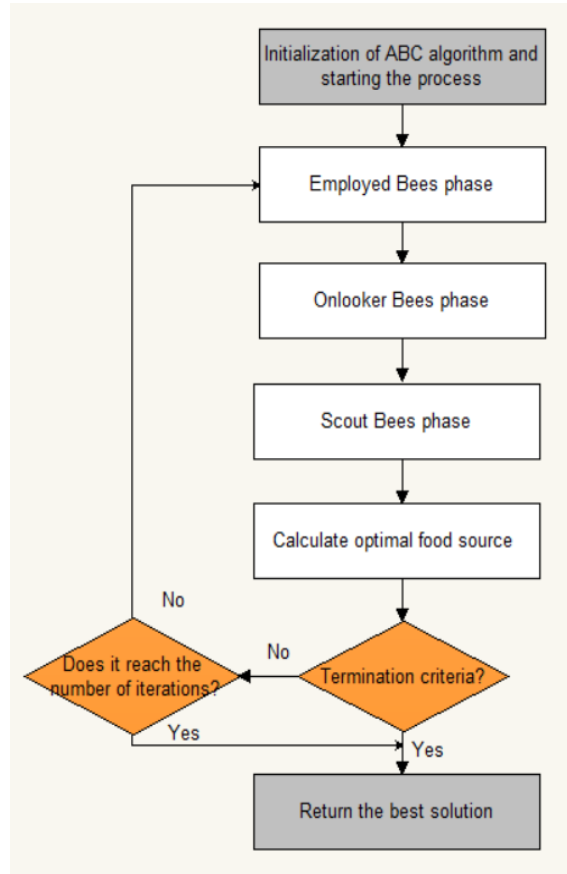 Initialization of ABC algorithm and
starting the process
Employed Bees phase
Onlooker Bees phase
Scout Bees phase
Calculate optimal food source
No
Does it reach the
number of iterations?
No
Termination criteria?
Yes
Yes
Return the best solution